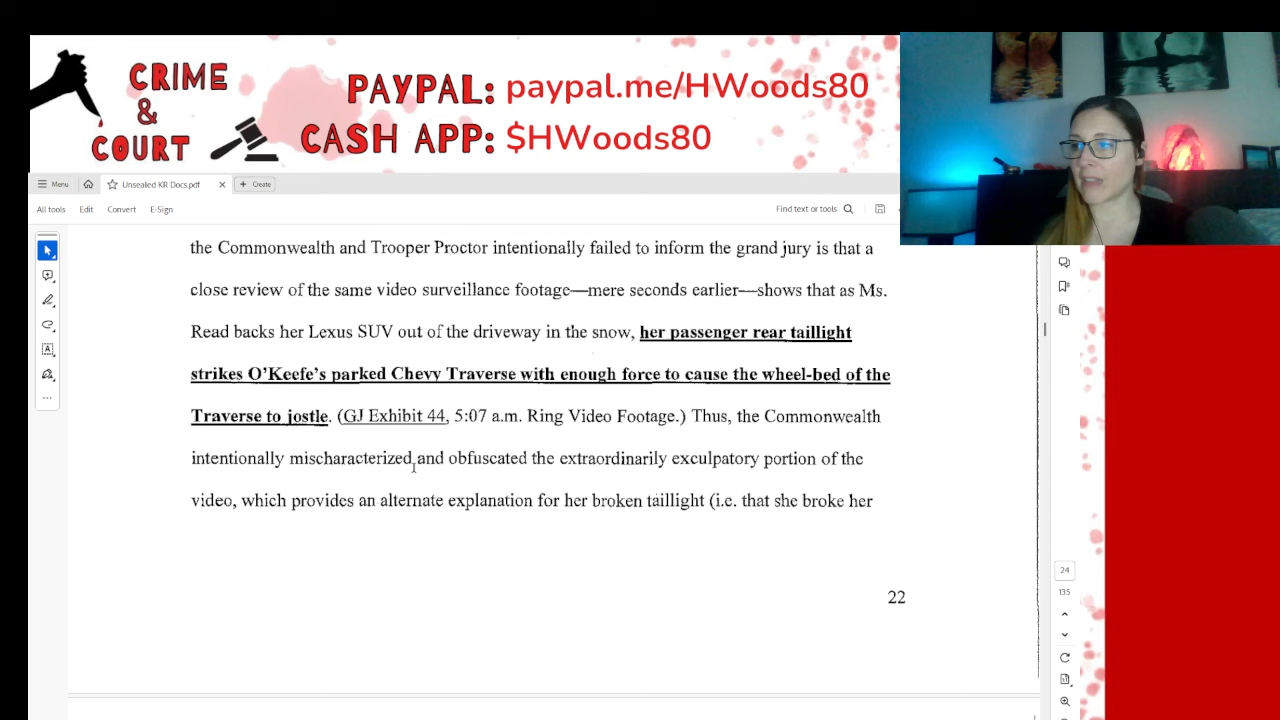 CRIME
&
COURT
PAYPAL: paypal.me/HWoods80
CASH APP: $HWoods80
Menu
Unsealed KR Docs.pdf
Create
All tools
Edit
Convert
E-Sign
Find text or tools
the Commonwealth and Trooper Proctor intentionally failed to inform the grand jury is that a
close review of the same video surveillance footage—mere seconds earlier—shows that as Ms.
Read backs her Lexus SUV out of the driveway in the snow, her passenger rear taillight
strikes O'Keefe's parked Chevy Traverse with enough force to cause the wheel-bed of the
Traverse to jostle. (GJ Exhibit 44, 5:07 a.m. Ring Video Footage.) Thus, the Commonwealth
intentionally mischaracterized and obfuscated the extraordinarily exculpatory portion of the
video, which provides an alternate explanation for her broken taillight (i.e. that she broke her
22
24
135